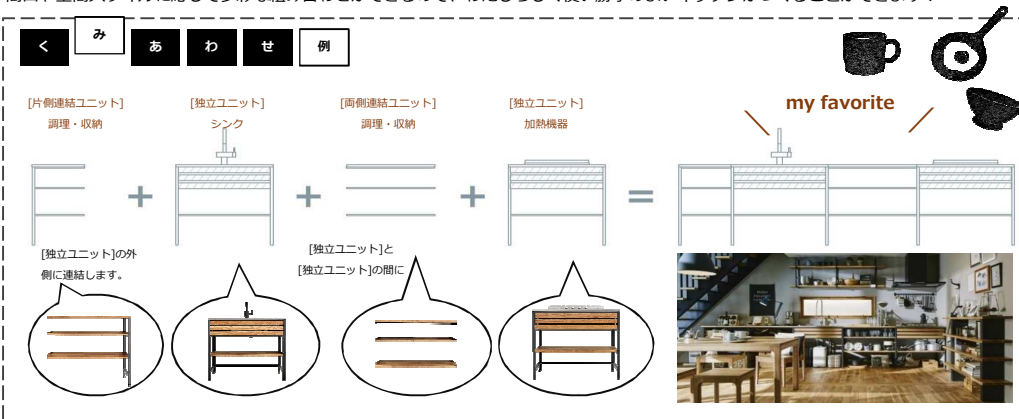 くみあわせ例
[片側連結ユニット]
調理・収納
[独立ユニット]
シンク
[両側連結ユニット]
調理・収納
[独立ユニット]
加熱機器
my favorite
[独立ユニット]の外
側に連結します。
[独立ユニット]と
[独立ユニット]の間に